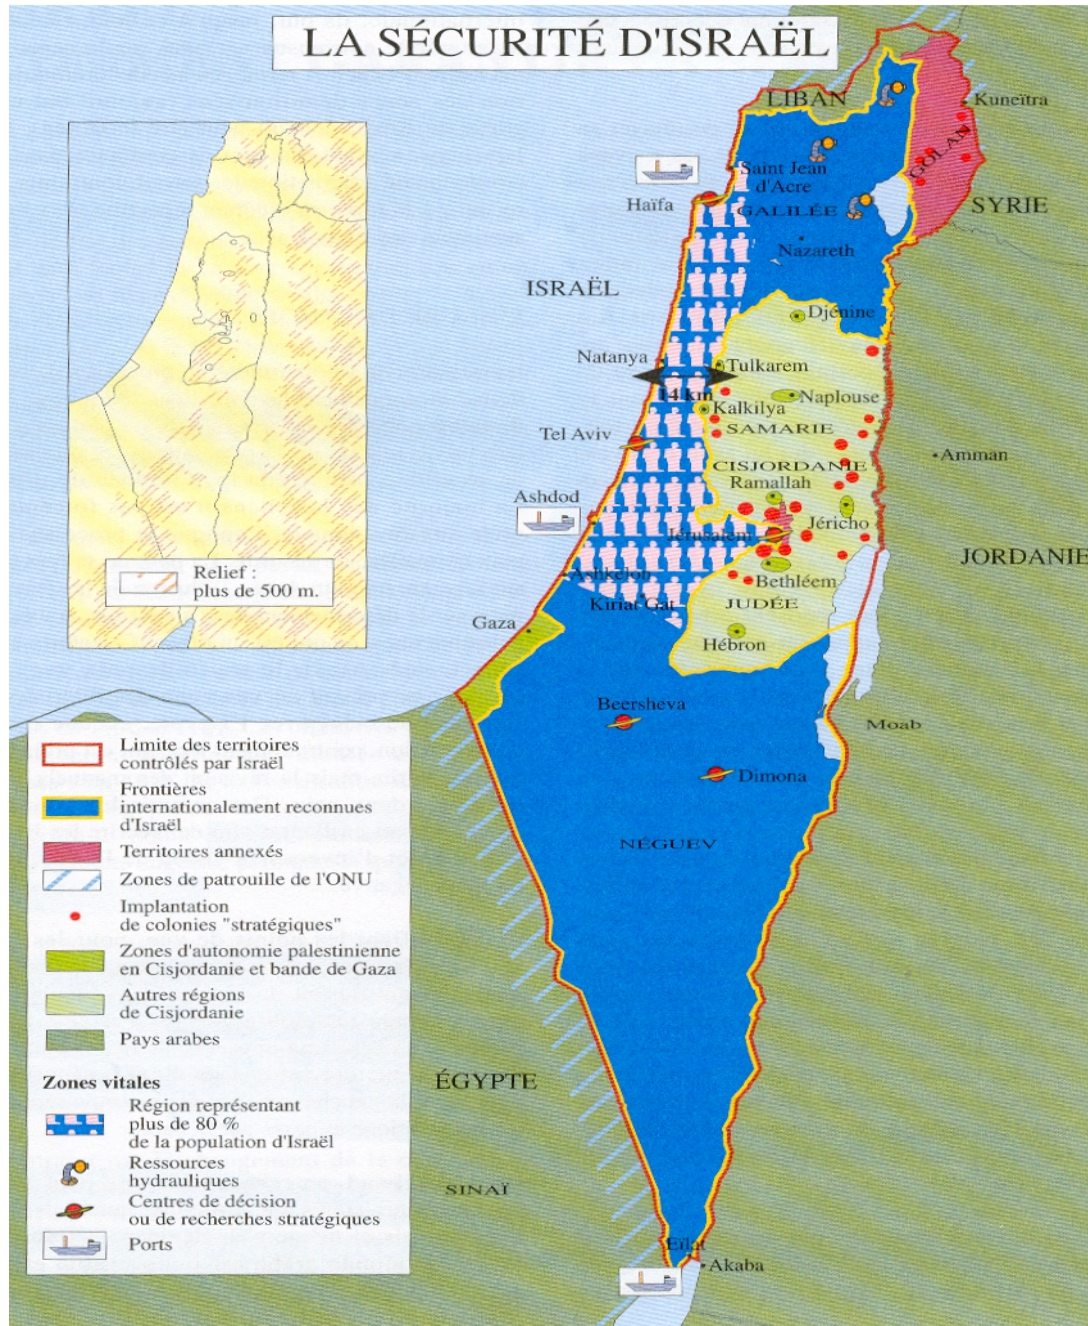 LA SÉCURITÉ D'ISRAËL
LIBAN
Kuneïtra
GOLAN
Saint Jean
d'Acre
Haïfa
GALILÉE
SYRIE
Nazareth
ISRAËL
Djénine
Natanya
Tulkarem
14 km
Naplouse
Kalkilya
SAMARIE
Tel Aviv
Amman
CISJORDANIE
Ramallah
Ashdod
Jéricho
Jérusalem
JORDANIE
Ashkelon
Bethléem
Kiriat Gat
JUDÉE
Gaza
Hébron
Relief :
plus de 500 m.
Beersheva
Moab
Dimona
NÉGUEV
ÉGYPTE
SINAÏ
Eïlat
Akaba
Limite des territoires
contrôlés par Israël
Frontières
internationalement reconnues
d'Israël
Territoires annexés
Zones de patrouille de l'ONU
Implantation
de colonies "stratégiques"
Zones d'autonomie palestinienne
en Cisjordanie et bande de Gaza
Autres régions
de Cisjordanie
Pays arabes
Zones vitales
Région représentant
plus de 80 %
de la population d'Israël
Ressources
hydrauliques
Centres de décision
ou de recherches stratégiques
Ports